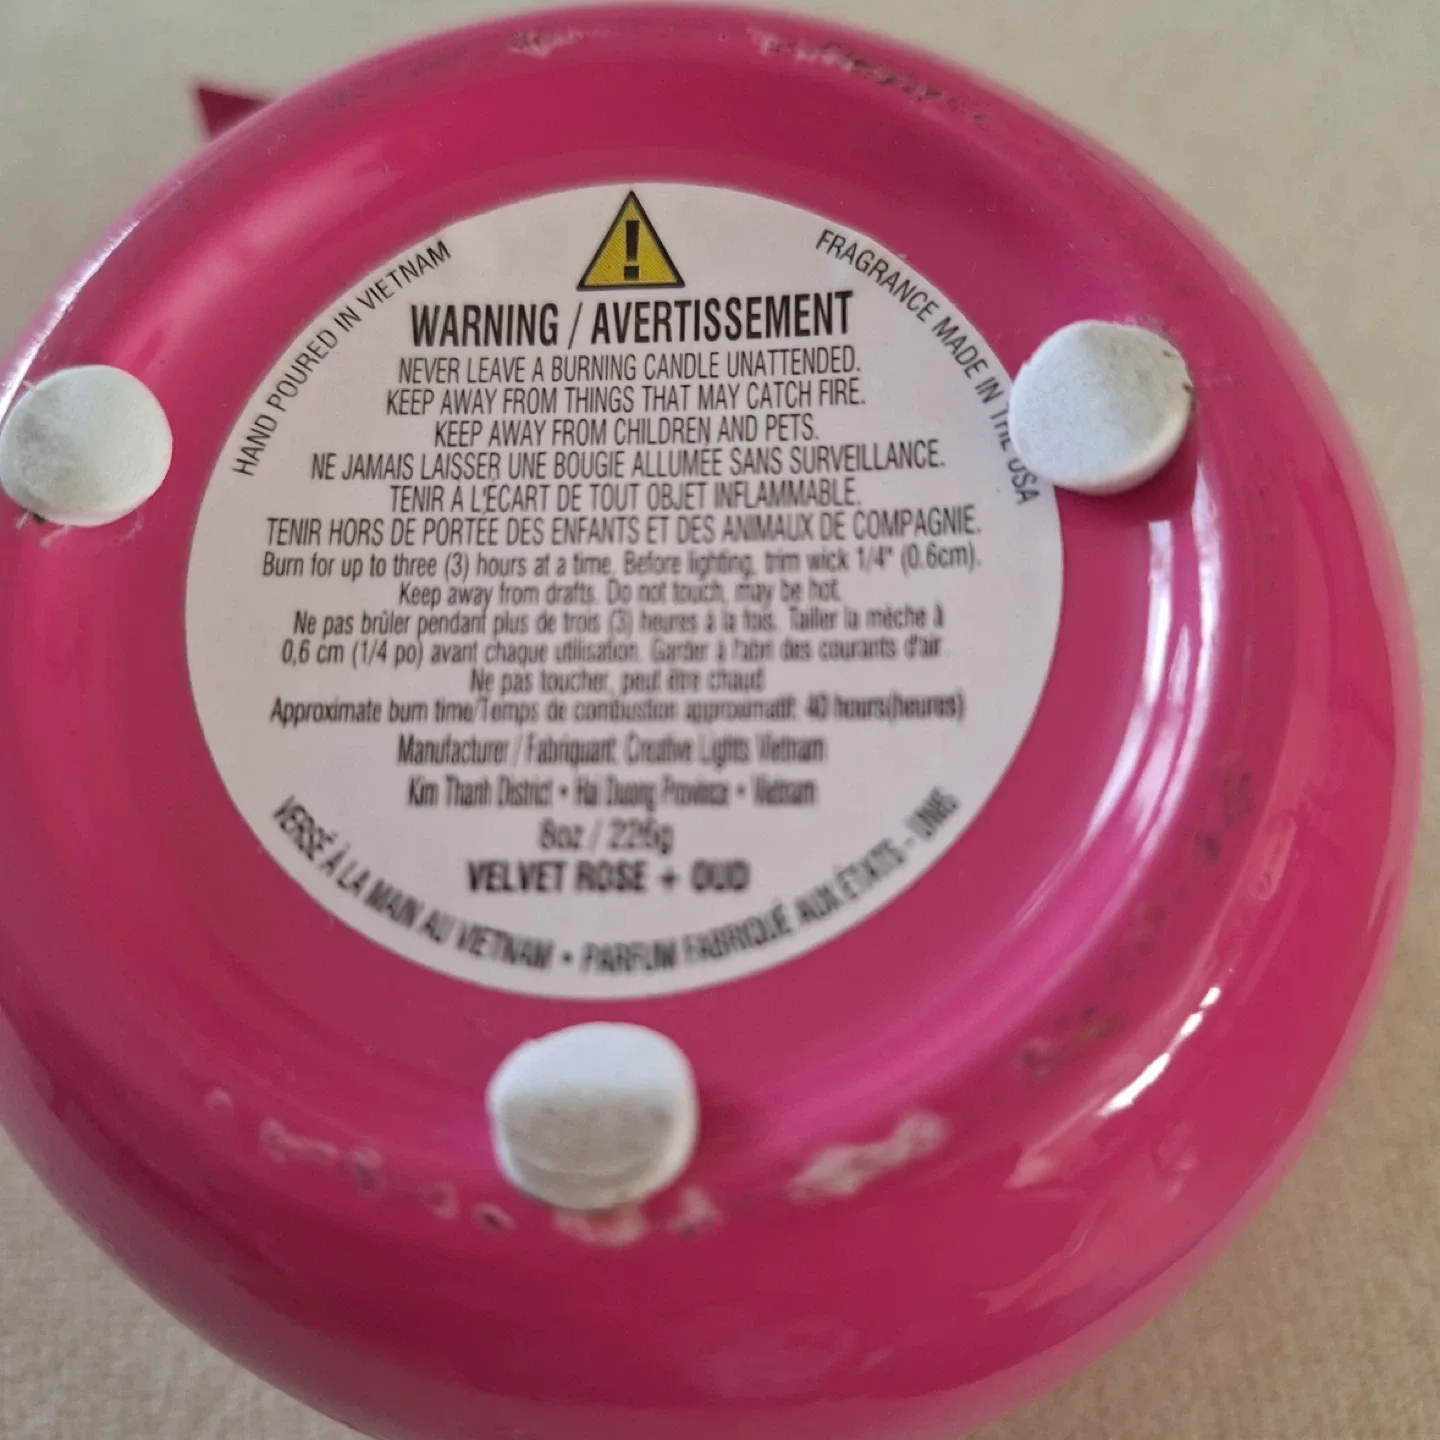 HAND POURED IN VIETNAM
FRAGRANCE MADE IN THE USA
WARNING / AVERTISSEMENT
NEVER LEAVE A BURNING CANDLE UNATTENDED.
KEEP AWAY FROM THINGS THAT MAY CATCH FIRE.
KEEP AWAY FROM CHILDREN AND PETS.
NE JAMAIS LAISSER UNE BOUGIE ALLUMEE SANS SURVEILLANCE.
TENIR A L'ÉCART DE TOUT OBJET INFLAMMABLE.
TENIR HORS DE PORTÉE DES ENFANTS ET DES ANIMAUX DE COMPAGNIE.
Burn for up to three (3) hours at a time. Before lighting, trim wick 1/4" (0.6cm).
Keep away from drafts. Do not touch, may be hot.
Ne pas brûler pendant plus de trois (3) heures à la fois. Tailler la mèche à
0,6 cm (1/4 po) avant chaque utilisation. Garder à l'abri des courants d'air.
Ne pas toucher, peut être chaud
Approximate burn time/Temps de combustion approximatif: 40 hours(heures)
Manufacturer / Fabriquant: Creative Lights Vietnam
Kim Thanh District • Hai Duong Province • Vietnam
8oz / 226g
VELVET ROSE + OUD
VERSÉ À LA MAIN AU VIETNAM • PARFUM FABRIQUÉ AUX ÉTATS - UNIS